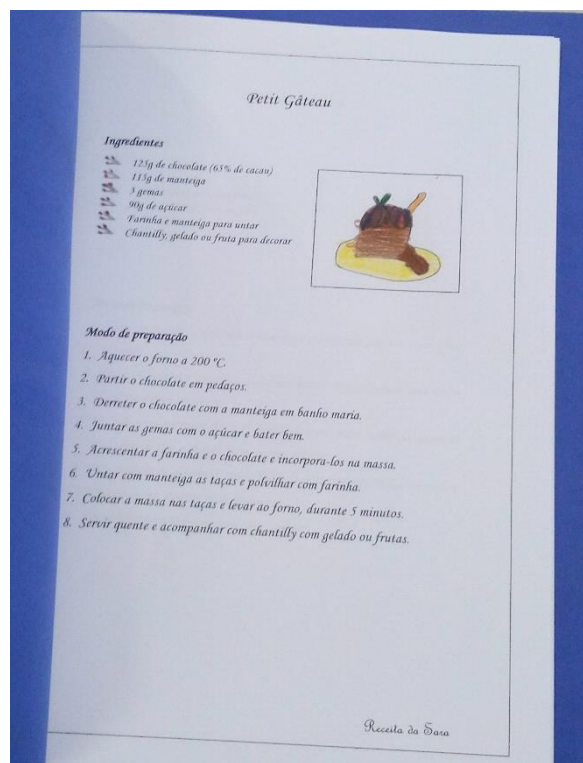 Petit Gâteau
Ingredientes
125g de chocolate (65% de cacau)
115g de manteiga
3 gemas
90g de açúcar
Farinha e manteiga para untar
Chantilly, gelado ou fruta para decorar
Modo de preparação
1. Aquecer o forno a 200 ºC.
2. Partir o chocolate em pedaços.
3. Derreter o chocolate com a manteiga em banho maria.
4. Juntar as gemas com o açúcar e bater bem.
5. Acrescentar a farinha e o chocolate e incorpora-los na massa.
6. Untar com manteiga as taças e polvilhar com farinha.
7. Colocar a massa nas taças e levar ao forno, durante 5 minutos.
8. Servir quente e acompanhar com chantilly com gelado ou frutas.
Receita da Sara